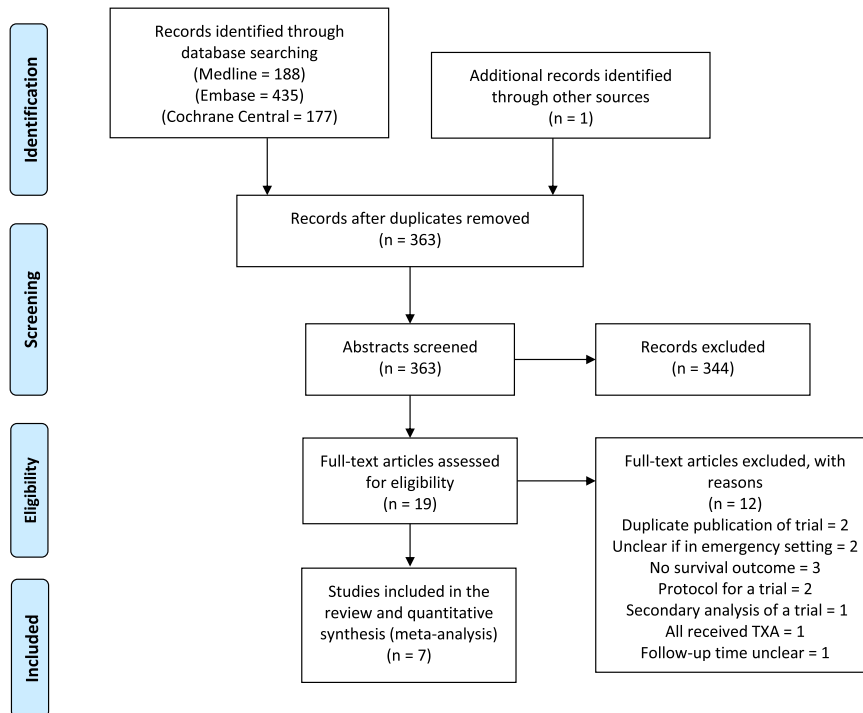 Identification
Records identified through
database searching
(Medline = 188)
(Embase = 435)
(Cochrane Central = 177)
Additional records identified
through other sources
(n = 1)
Records after duplicates removed
(n = 363)
Screening
Abstracts screened
(n = 363)
Records excluded
(n = 344)
Eligibility
Full-text articles assessed
for eligibility
(n = 19)
Full-text articles excluded, with
reasons
(n = 12)
Duplicate publication of trial = 2
Unclear if in emergency setting = 2
No survival outcome = 3
Protocol for a trial = 2
Secondary analysis of a trial = 1
All received TXA = 1
Follow-up time unclear = 1
Included
Studies included in the
review and quantitative
synthesis (meta-analysis)
(n = 7)